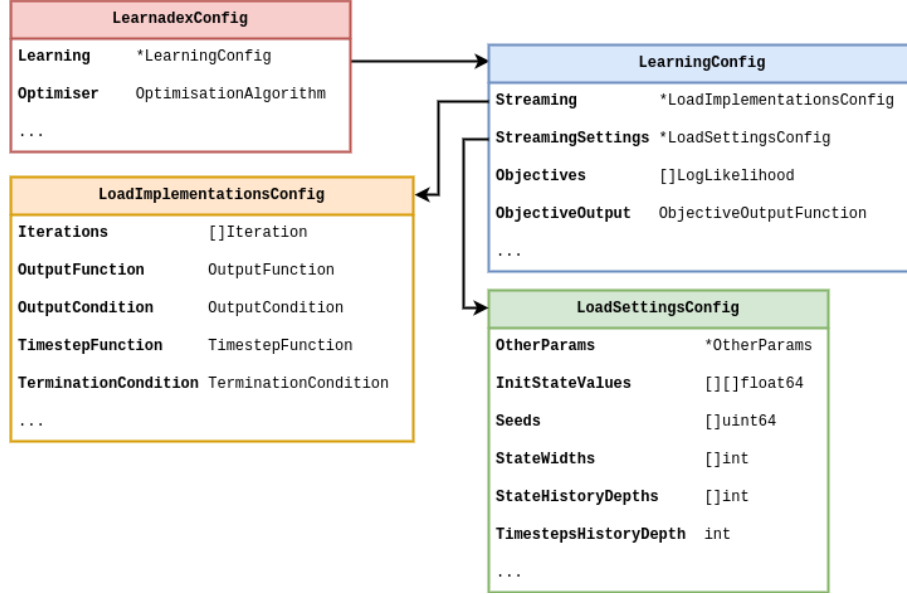 LearnadexConfig
Learning *LearningConfig
Optimiser OptimisationAlgorithm
...
LearningConfig
Streaming *LoadImplementationsConfig
StreamingSettings *LoadSettingsConfig
Objectives []LogLikelihood
ObjectiveOutput ObjectiveOutputFunction
...
LoadImplementationsConfig
Iterations []Iteration
OutputFunction OutputFunction
OutputCondition OutputCondition
TimestepFunction TimestepFunction
TerminationCondition TerminationCondition
...
LoadSettingsConfig
OtherParams *OtherParams
InitStateValues [][]float64
Seeds []uint64
StateWidths []int
StateHistoryDepths []int
TimestepsHistoryDepth int
...